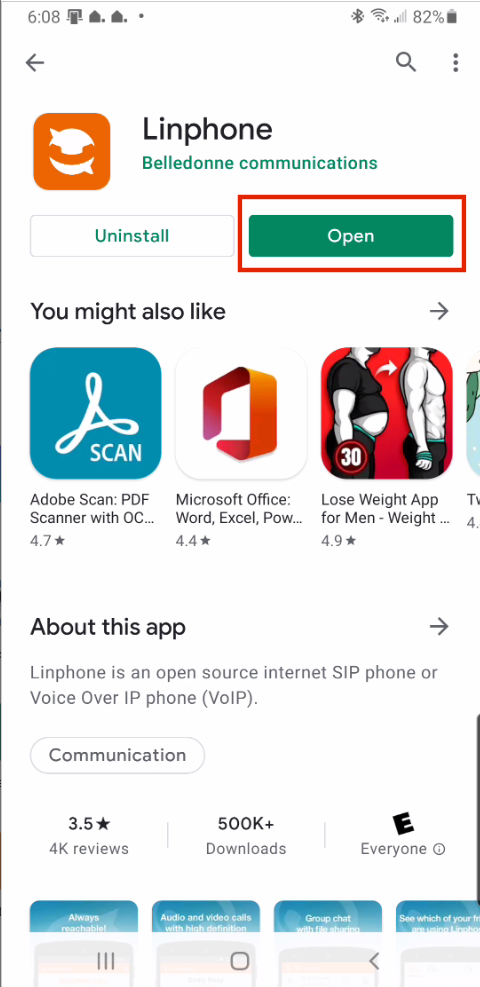 6:08
82%
Linphone
Belledonne communications
Uninstall
Open
You might also like
SCAN
30
Adobe Scan: PDF
Scanner with OC...
4.7★
Microsoft Office:
Word, Excel, Pow...
4.4★
Lose Weight App
for Men - Weight ...
4.9★
Tw
4.
About this app
Linphone is an open source internet SIP phone or
Voice Over IP phone (VoIP).
Communication
3.5★
4K reviews
500K+
Downloads
E
Everyone
Always
reachable!
Audio and video calls
with high definition
Group chat
with file sharing
See which of your fri
are using Linpho